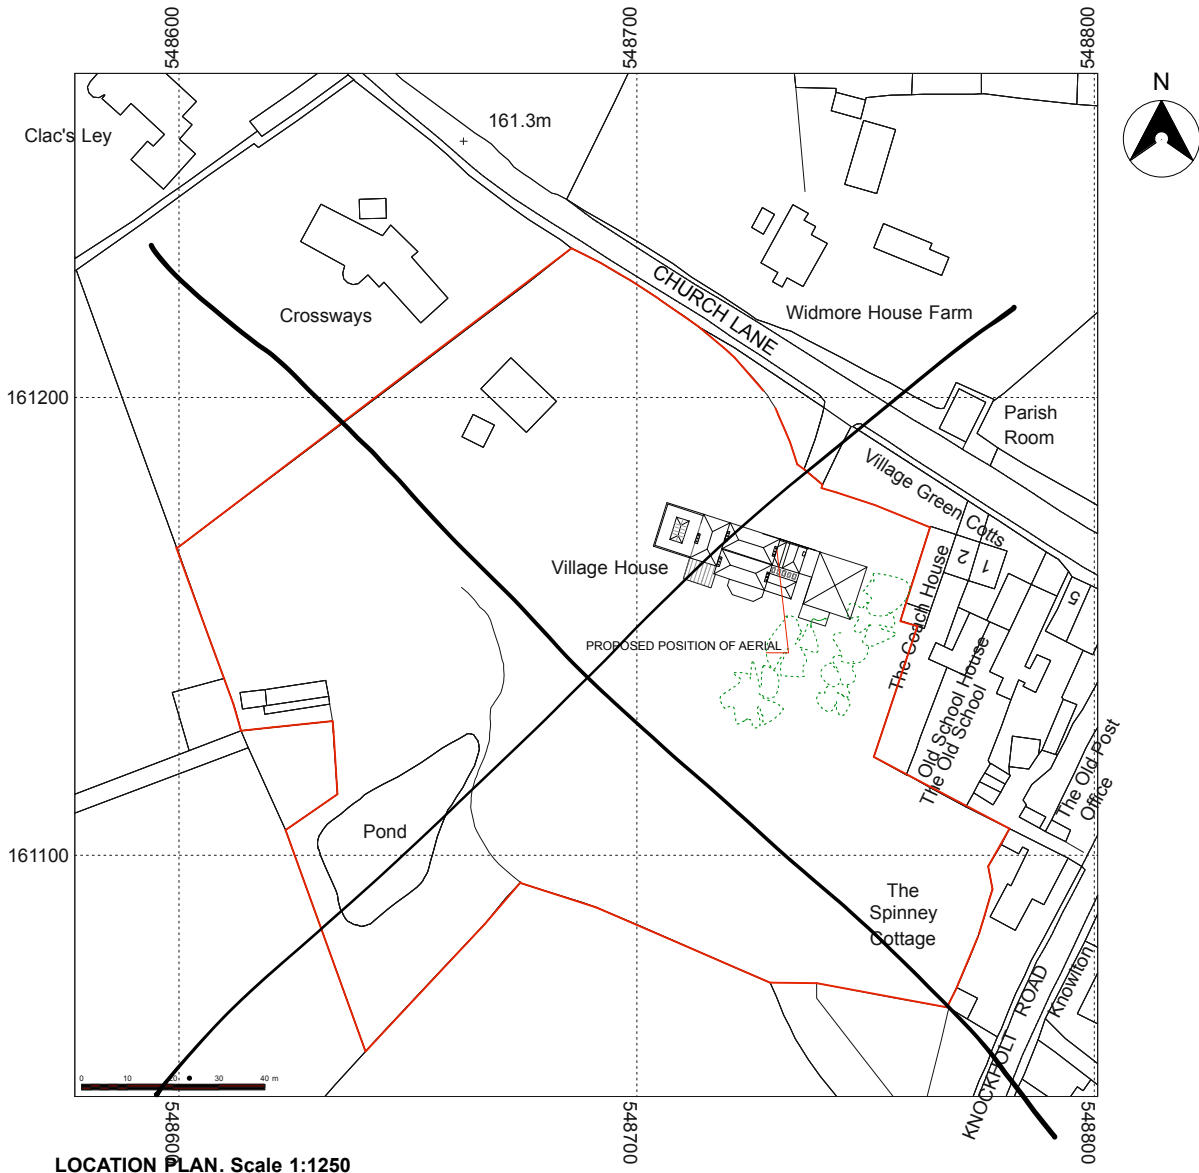 548600
548700
548800
N
Clac's Ley
161.3m
CHURCH LANE
Crossways
Widmore House Farm
161200
Parish
Room
Village Green Cotts
Village House
2
1
5
The Coach House
PROPOSED POSITION OF AERIAL
Old School House
The Old School
The Old Post
Office
Pond
161100
The
Spinney
Cottage
KNOCKHOLT ROAD
Knowlton
0 10 20 30 40 m
548600
548700
548800
LOCATION PLAN. Scale 1:1250